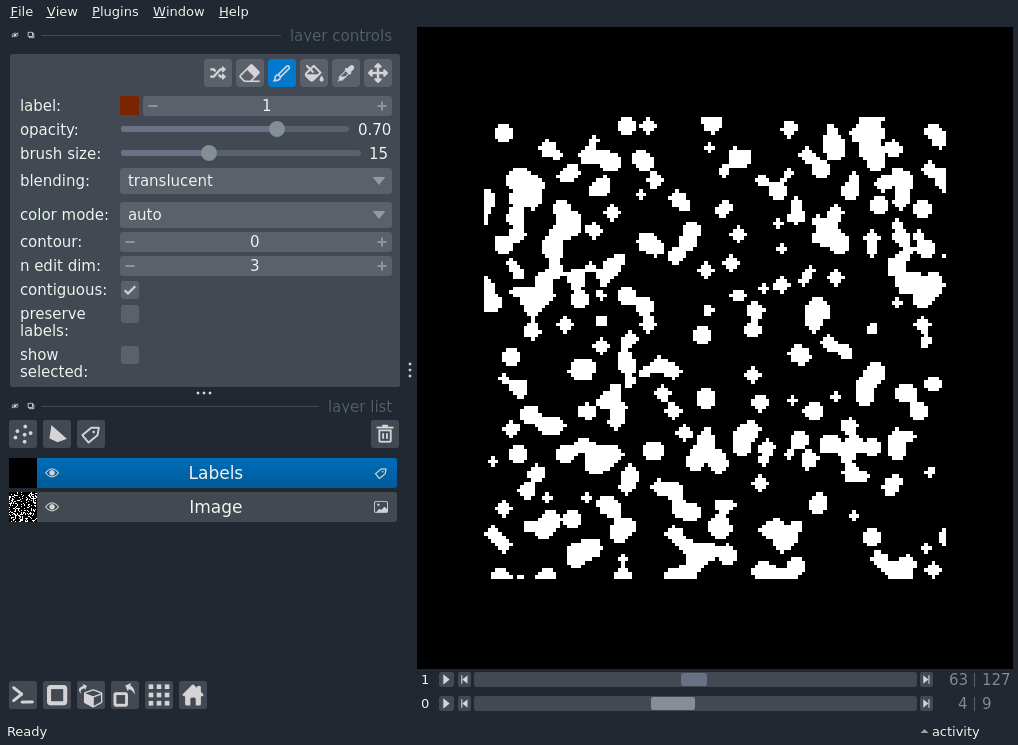 File View Plugins Window Help
layer controls
label: 1
opacity: 0.70
brush size: 15
blending: translucent
color mode: auto
contour: 0
n edit dim: 3
contiguous:
preserve
labels:
show
selected:
layer list
Labels
Image
1 63 | 127
0 4 | 9
Ready activity